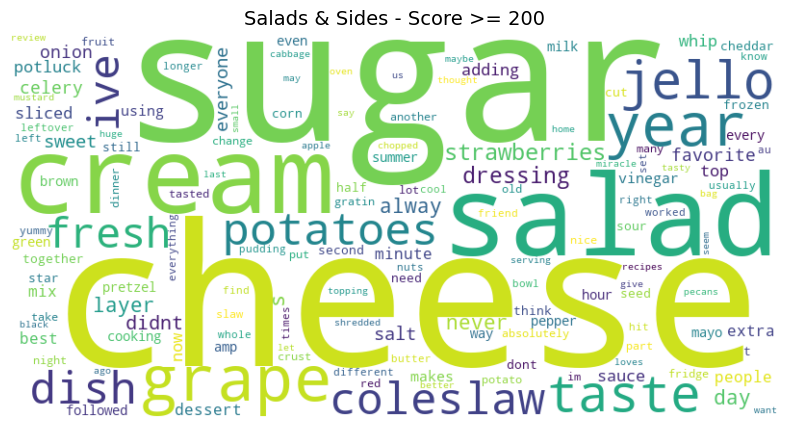 Salads & Sides - Score >= 200
review fruit onion ive longer everyone even cabbage milk whip cheddar know
potluck celery oven may us maybe thought adding jello
mustard sliced using sugar cut frozen
leftover sweet corn another year every
left huge still change small say home
apple chopped summer strawberries many favorite au
cream dressing set miracle tasty top
brown dinner tasted last half lot cool vinegar usually
yummy fresh gratin alway old right bag
green everything potatoes friend salad worked sour
together pudding put second minute nice seem
star pretzel nuts need serving recipes
mix find s topping cheese bowl think hour seed give pecans
take layer slaw times shredded never way pepper absolutely hit mayo extra
black didnt whole salt part t
best cooking now amp let crust butter dont makes loves
night ago different potato im sauce fridge people
dish grape red better taste day
followed dessert coleslaw want